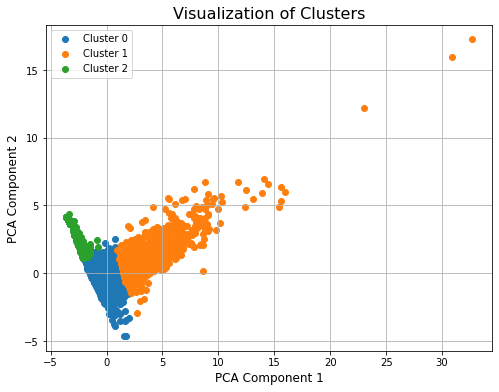 Visualization of Clusters
Cluster 0
Cluster 1
Cluster 2
PCA Component 2
15
10
5
0
−5
−5
0
5
10
15
20
25
30
PCA Component 1